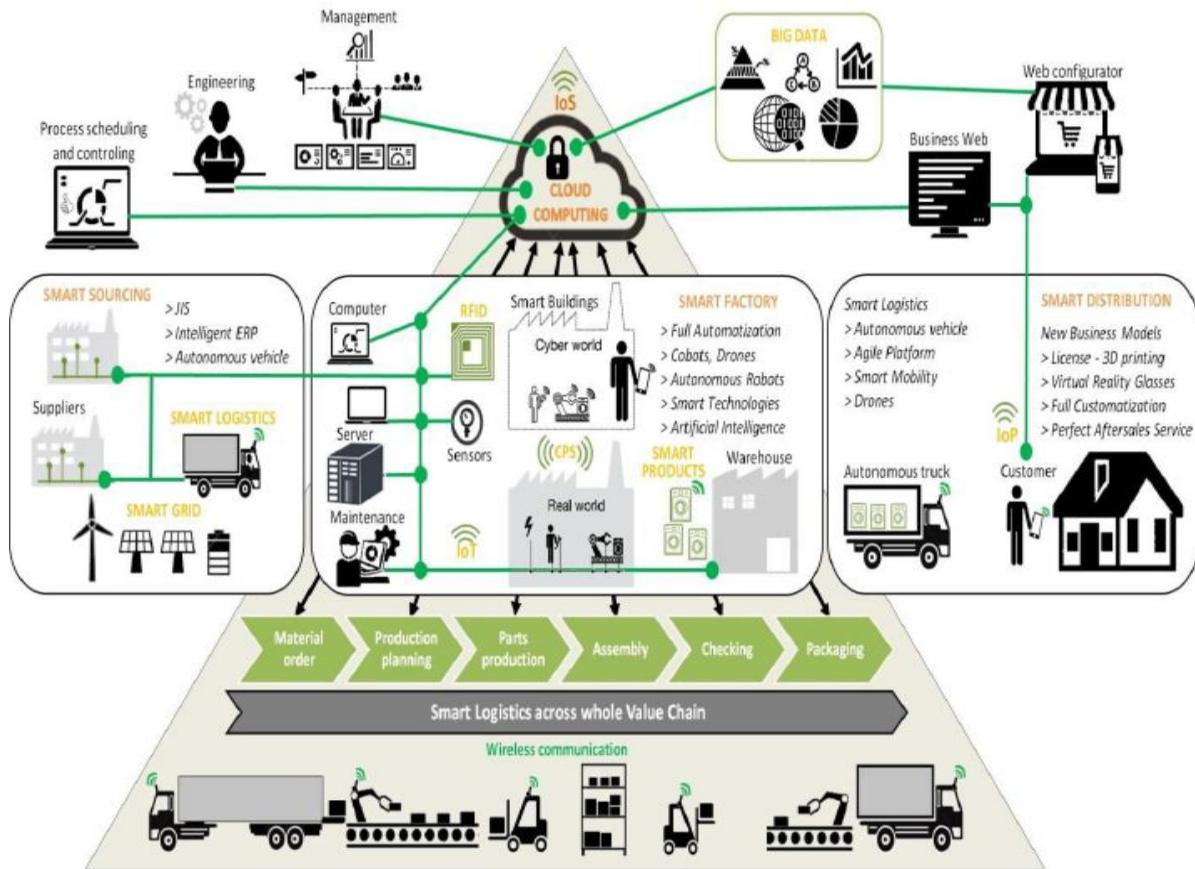 Management
BIG DATA
Engineering
IoS
Web configurator
Process scheduling
and controling
A
C B
Business Web
CLOUD
COMPUTING
SMART SOURCING
> JIS
> Intelligent ERP
> Autonomous vehicle
Suppliers
SMART LOGISTICS
SMART GRID
Computer
RFID
Server
Sensors
Maintenance
IoT
Smart Buildings
Cyber world
CPS
Real world
SMART FACTORY
> Full Automatization
> Cobots, Drones
> Autonomous Robots
> Smart Technologies
> Artificial Intelligence
SMART
PRODUCTS
Warehouse
Smart Logistics
> Autonomous vehicle
> Agile Platform
> Smart Mobility
> Drones
Autonomous truck
SMART DISTRIBUTION
New Business Models
> License - 3D printing
> Virtual Reality Glasses
> Full Customatization
> Perfect Aftersales Service
IoP
Customer
Material
order
Production
planning
Parts
production
Assembly
Checking
Packaging
Smart Logistics across whole Value Chain
Wireless communication